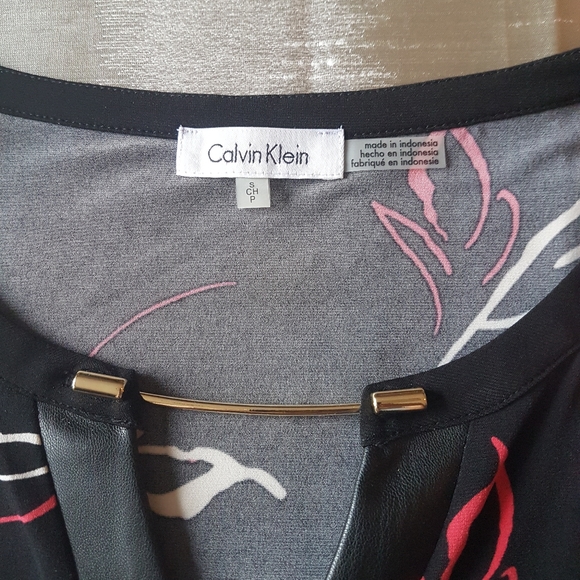 Calvin Klein
made in indonesia
hecho en indonesia
fabriqué en indonesie
S
CH
P